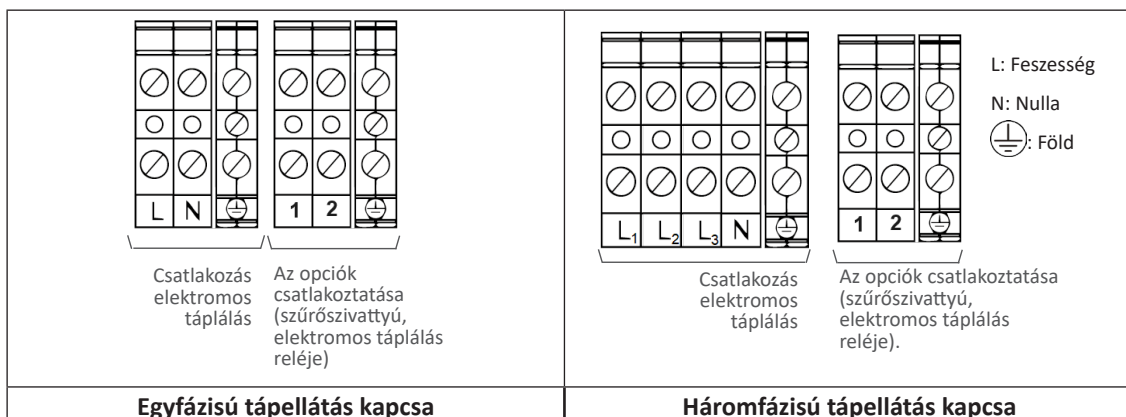 L N 1 2
Csatlakozás
elektromos
táplálás
Az opciók
csatlakoztatása
(szűrőszivattyú,
elektromos táplálás
reléje)
Egyfázisú tápellátás kapcsa
L1 L2 L3 N 1 2
Csatlakozás
elektromos
táplálás
Az opciók csatlakoztatása
(szűrőszivattyú,
elektromos táplálás
reléje).
L: Feszesség
N: Nulla
: Föld
Háromfázisú tápellátás kapcsa